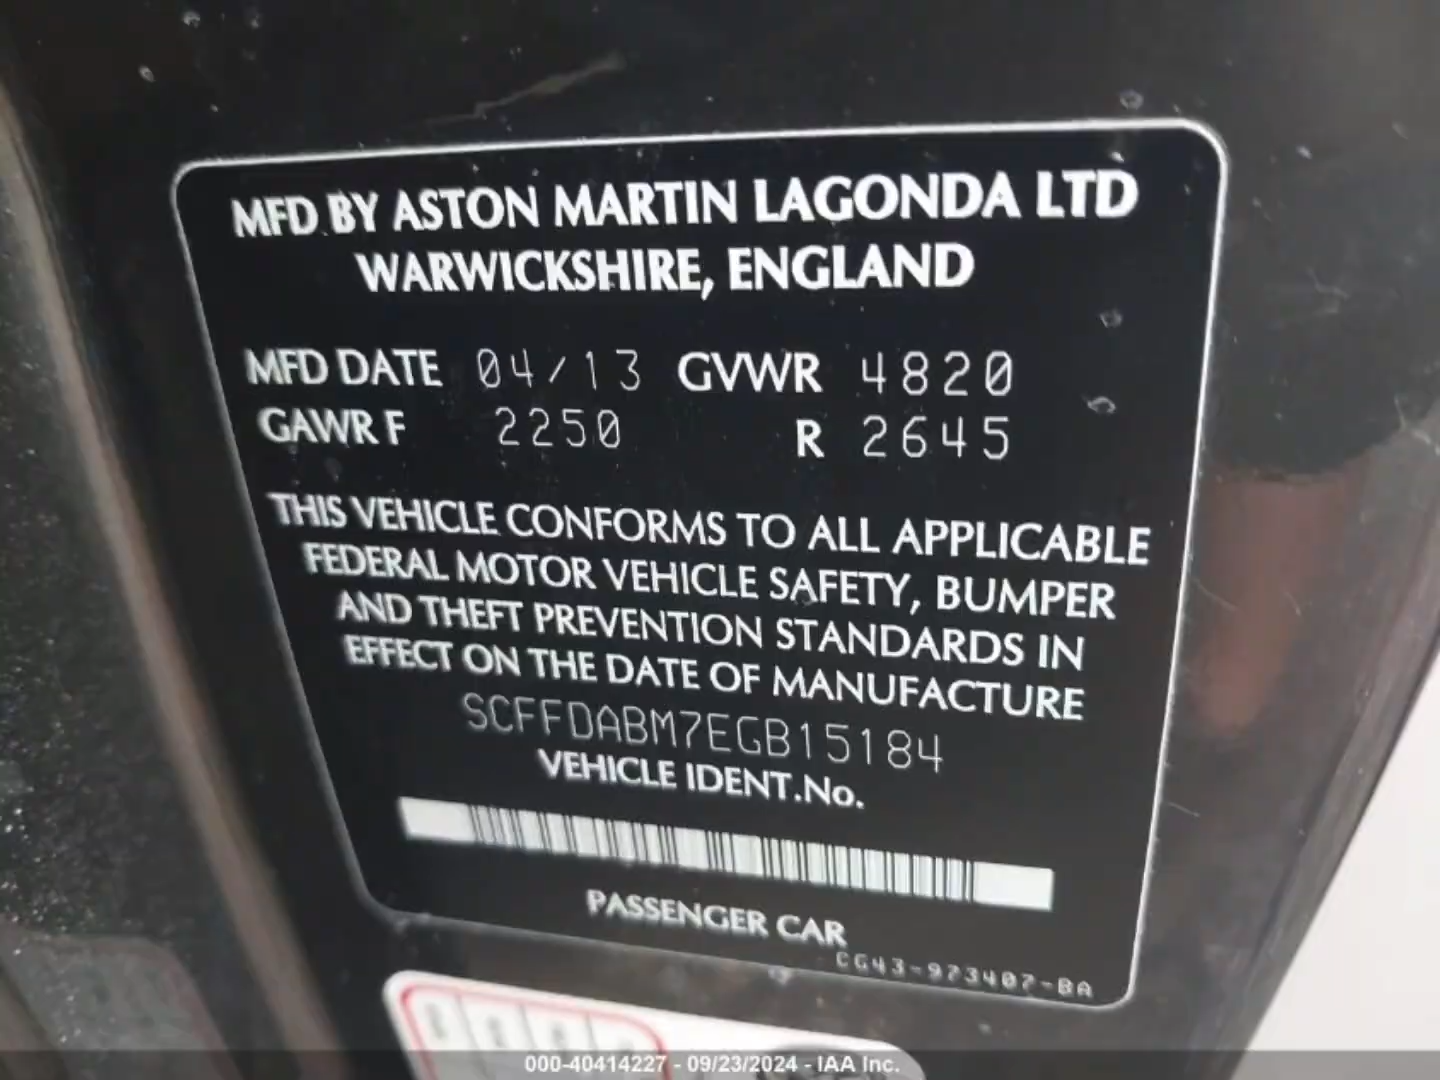 MFD BY ASTON MARTIN LAGONDA LTD
WARWICKSHIRE, ENGLAND
MFD DATE 04/13 GVWR 4820
GAWR F 2250 R 2645
THIS VEHICLE CONFORMS TO ALL APPLICABLE
FEDERAL MOTOR VEHICLE SAFETY, BUMPER
AND THEFT PREVENTION STANDARDS IN
EFFECT ON THE DATE OF MANUFACTURE
SCFFDABM7EGB15184
VEHICLE IDENT.No.
PASSENGER CAR
CG43-973407-BA
000-40414227 - 09/23/2024 - IAA Inc.